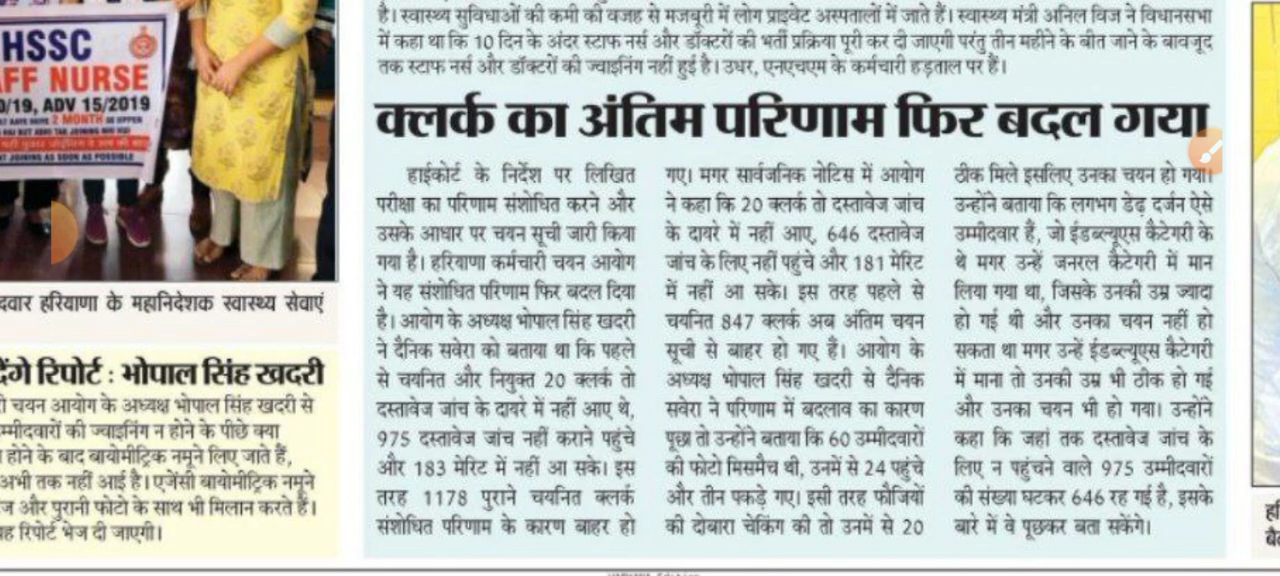 HSSC
FF NURSE
0/19, ADV 15/2019
2 MONTH
JOINING AS SOON AS POSSIBLE
दवार हरियाणा के महानिदेशक स्वास्थ्य सेवाएं
देंगे रिपोर्ट : भोपाल सिंह खदरी
चयन आयोग के अध्यक्ष भोपाल सिंह खदरी से
म्मीदवारों की ज्वाइनिंग न होने के पीछे क्या
होने के बाद बायोमीट्रिक नमूने लिए जाते हैं,
अभी तक नहीं आई है। एजेंसी बायोमीट्रिक नमूने
ज और पुरानी फोटो के साथ भी मिलान करते हैं।
रिपोर्ट भेज दी जाएगी।
है। स्वास्थ्य सुविधाओं की कमी की वजह से मजबूरी में लोग प्राइवेट अस्पतालों में जाते हैं। स्वास्थ्य मंत्री अनिल विज ने विधानसभा
में कहा था कि 10 दिन के अंदर स्टाफ नर्स और डॉक्टरों की भर्ती प्रक्रिया पूरी कर दी जाएगी परंतु तीन महीने के बीत जाने के बावजूद
तक स्टाफ नर्स और डॉक्टरों की ज्वाइनिंग नहीं हुई है। उधर, एनएचएम के कर्मचारी हड़ताल पर हैं।
क्लर्क का अंतिम परिणाम फिर बदल गया
हाईकोर्ट के निर्देश पर लिखित
परीक्षा का परिणाम संशोधित करने और
उसके आधार पर चयन सूची जारी किया
गया है। हरियाणा कर्मचारी चयन आयोग
ने यह संशोधित परिणाम फिर बदल दिया
है। आयोग के अध्यक्ष भोपाल सिंह खदरी
ने दैनिक सवेरा को बताया था कि पहले
से चयनित और नियुक्त 20 क्लर्क तो
दस्तावेज जांच के दायरे में नहीं आए थे,
975 दस्तावेज जांच नहीं कराने पहुंचे
और 183 मेरिट में नहीं आ सके। इस
तरह 1178 पुराने चयनित क्लर्क
संशोधित परिणाम के कारण बाहर हो
गए। मगर सार्वजनिक नोटिस में आयोग
ने कहा कि 20 क्लर्क तो दस्तावेज जांच
के दायरे में नहीं आए, 646 दस्तावेज
जांच के लिए नहीं पहुंचे और 181 मेरिट
में नहीं आ सके। इस तरह पहले से
चयनित 847 क्लर्क अब अंतिम चयन
सूची से बाहर हो गए हैं। आयोग के
अध्यक्ष भोपाल सिंह खदरी से दैनिक
सवेरा ने परिणाम में बदलाव का कारण
पूछा तो उन्होंने बताया कि 60 उम्मीदवारों
की फोटो मिसमैच थी, उनमें से 24 पहुंचे
और तीन पकड़े गए। इसी तरह फौजियों
की दोबारा चेकिंग की तो उनमें से 20
ठीक मिले इसलिए उनका चयन हो गया।
उन्होंने बताया कि लगभग डेढ़ दर्जन ऐसे
उम्मीदवार हैं, जो ईडब्ल्यूएस कैटेगरी के
थे मगर उन्हें जनरल कैटेगरी में मान
लिया गया था, जिसके उनकी उम्र ज्यादा
हो गई थी और उनका चयन नहीं हो
सकता था मगर उन्हें ईडब्ल्यूएस कैटेगरी
में माना तो उनकी उम्र भी ठीक हो गई
और उनका चयन भी हो गया। उन्होंने
कहा कि जहां तक दस्तावेज जांच के
लिए न पहुंचने वाले 975 उम्मीदवारों
की संख्या घटकर 646 रह गई है, इसके
बारे में वे पूछकर बता सकेंगे।